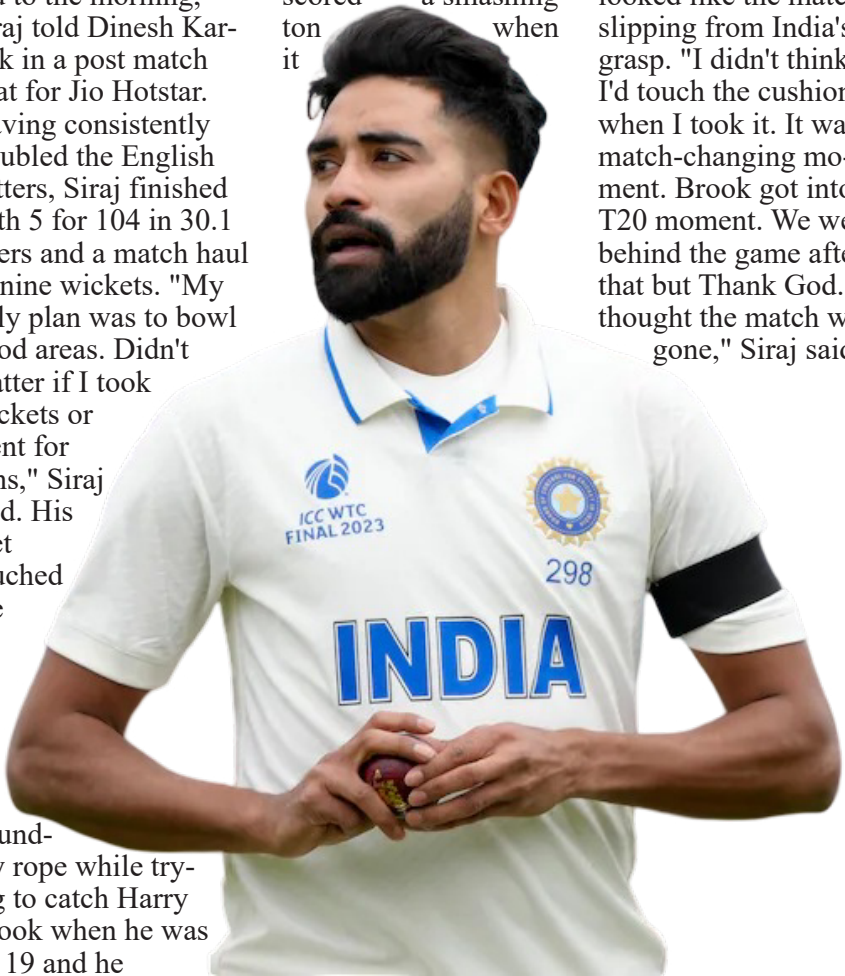 d to the morning,"
raj told Dinesh Kar-
k in a post match
at for Jio Hotstar.
aving consistently
ubled the English
tters, Siraj finished
th 5 for 104 in 30.1
ers and a match haul
nine wickets. "My
ly plan was to bowl
od areas. Didn't
atter if I took
ckets or
ent for
ns," Siraj
d. His
et
uched
e
und-
y rope while try-
g to catch Harry
ook when he was
19 and he
scored a smashing
ton when
it
looked like the matc
slipping from India's
grasp. "I didn't think
I'd touch the cushion
when I took it. It wa
match-changing mo-
ment. Brook got into
T20 moment. We we
behind the game afte
that but Thank God.
thought the match w
gone," Siraj said
ICC WTC
FINAL 2023
298
INDIA